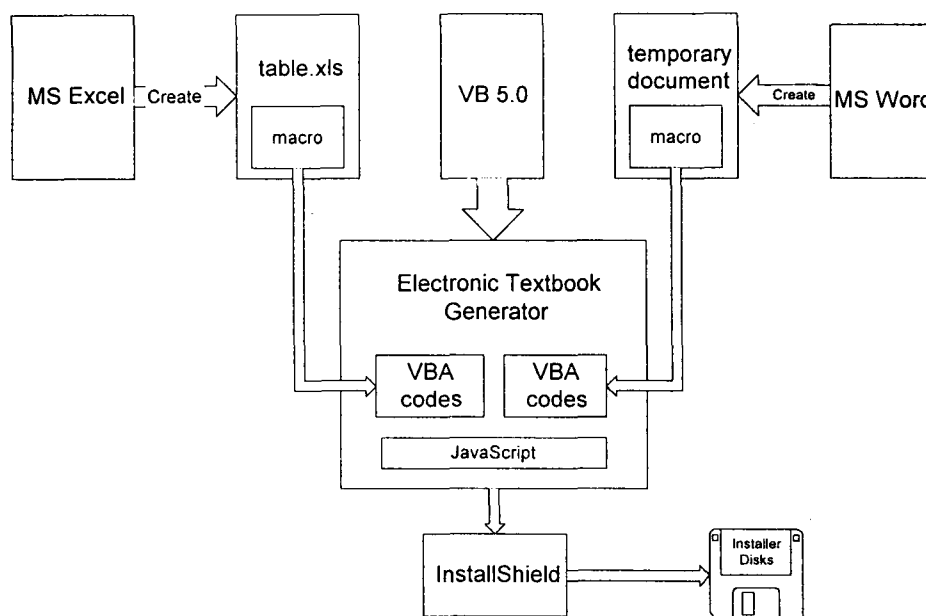 MS Excel
Create
table.xls
macro
VB 5.0
temporary
document
macro
Create
MS Word
Electronic Textbook
Generator
VBA
codes
VBA
codes
JavaScript
InstallShield
Installer
Disks